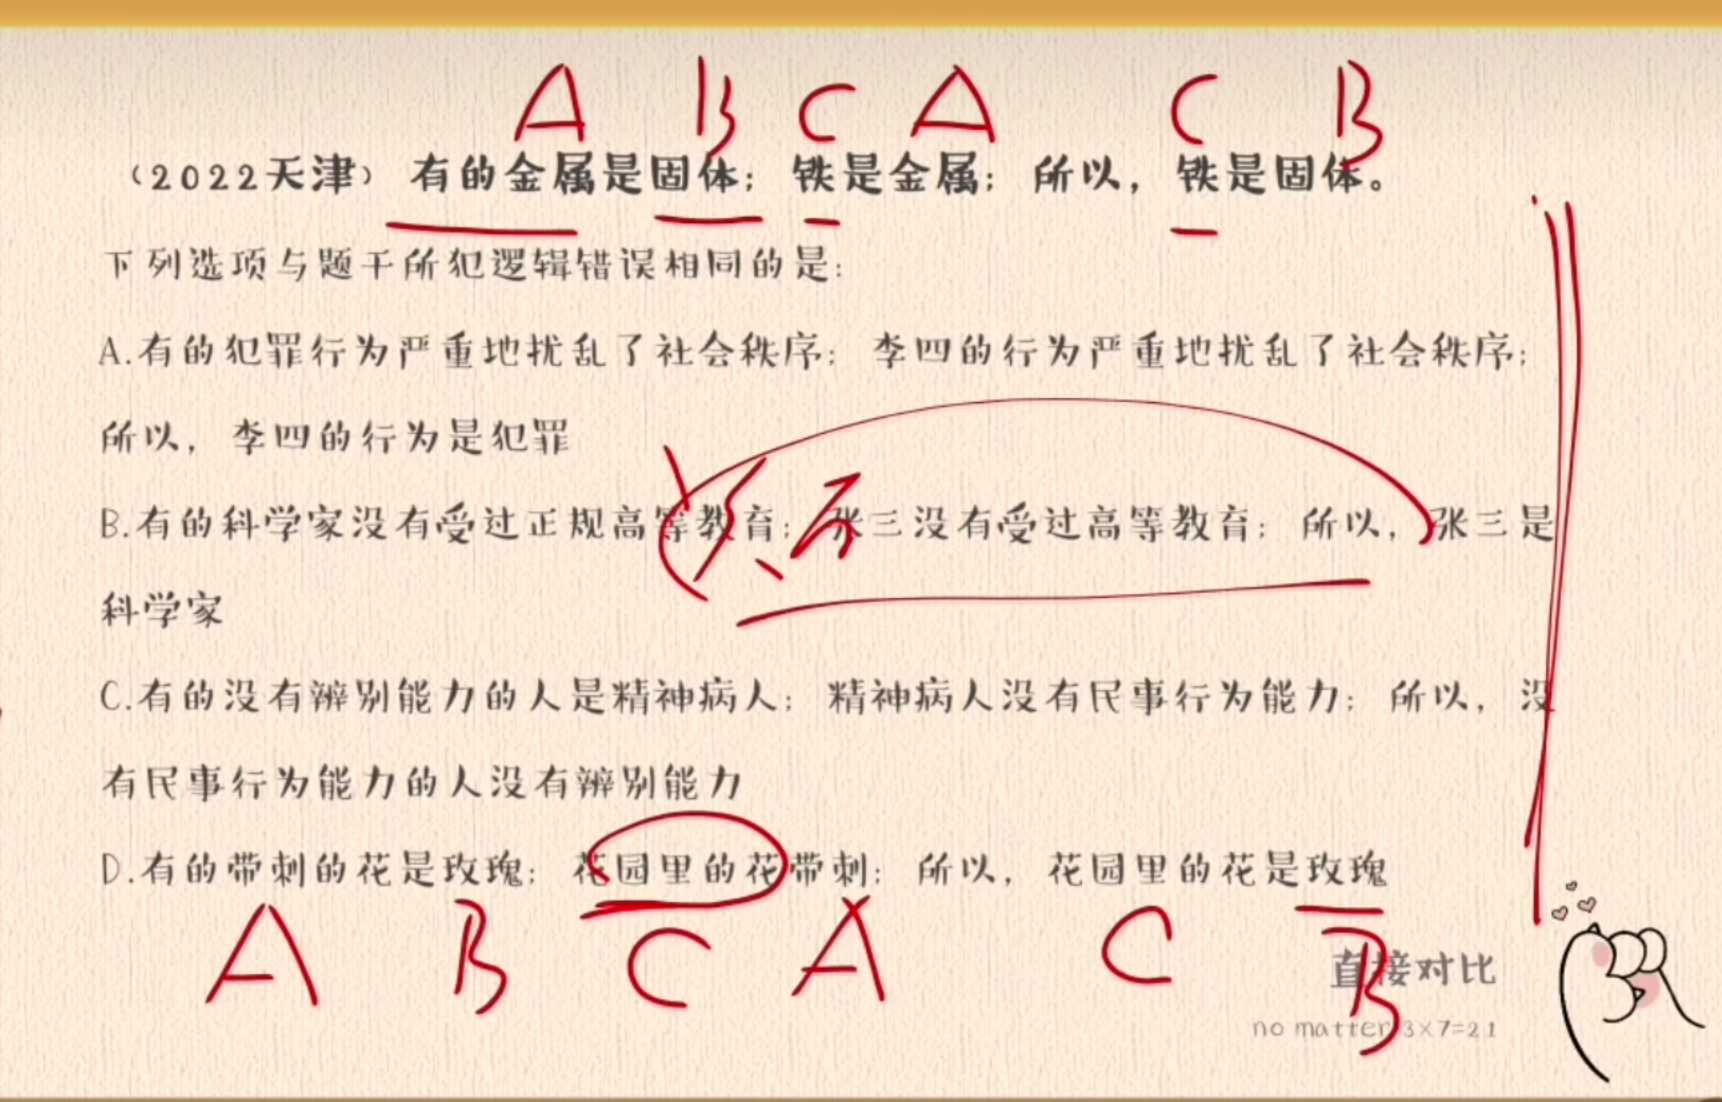 A B C A C B
（2022天津）有的金属是固体；铁是金属；所以，铁是固体。
下列选项与题干所犯逻辑错误相同的是：
A.有的犯罪行为严重地扰乱了社会秩序；李四的行为严重地扰乱了社会秩序；
所以，李四的行为是犯罪
B.有的科学家没有受过正规高等教育；张三没有受过高等教育；所以，张三是
科学家
C.有的没有辨别能力的人是精神病人；精神病人没有民事行为能力；所以，没
有民事行为能力的人没有辨别能力
D.有的带刺的花是玫瑰；花园里的花带刺；所以，花园里的花是玫瑰
A B C A C B
直接对比
no matter 3×7=21